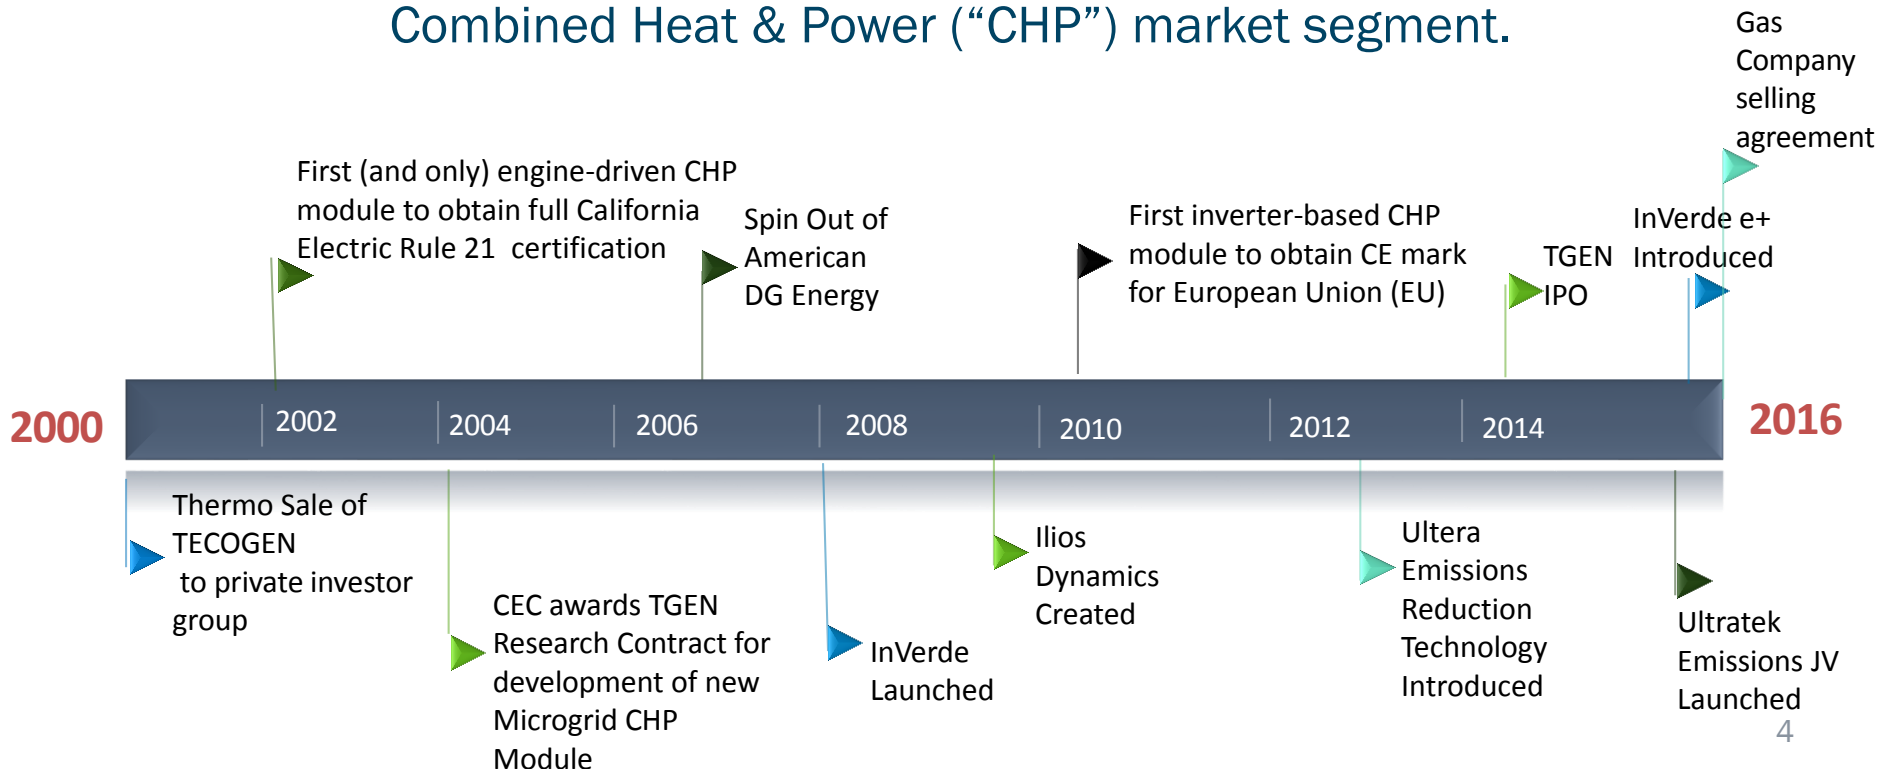 Combined Heat & Power (“CHP”) market segment.
Gas
Company
selling
agreement
First (and only) engine-driven CHP
module to obtain full California
Electric Rule 21  certification
Spin Out of
American
DG Energy
First inverter-based CHP
module to obtain CE mark
for European Union (EU)
TGEN
IPO
InVerde e+
Introduced
2000
2002
2004
2006
2008
2010
2012
2014
2016
Thermo Sale of
TECOGEN
to private investor
group
CEC awards TGEN
Research Contract for
development of new
Microgrid CHP
Module
InVerde
Launched
Ilios
Dynamics
Created
Ultera
Emissions
Reduction
Technology
Introduced
Ultratek
Emissions JV
Launched
4